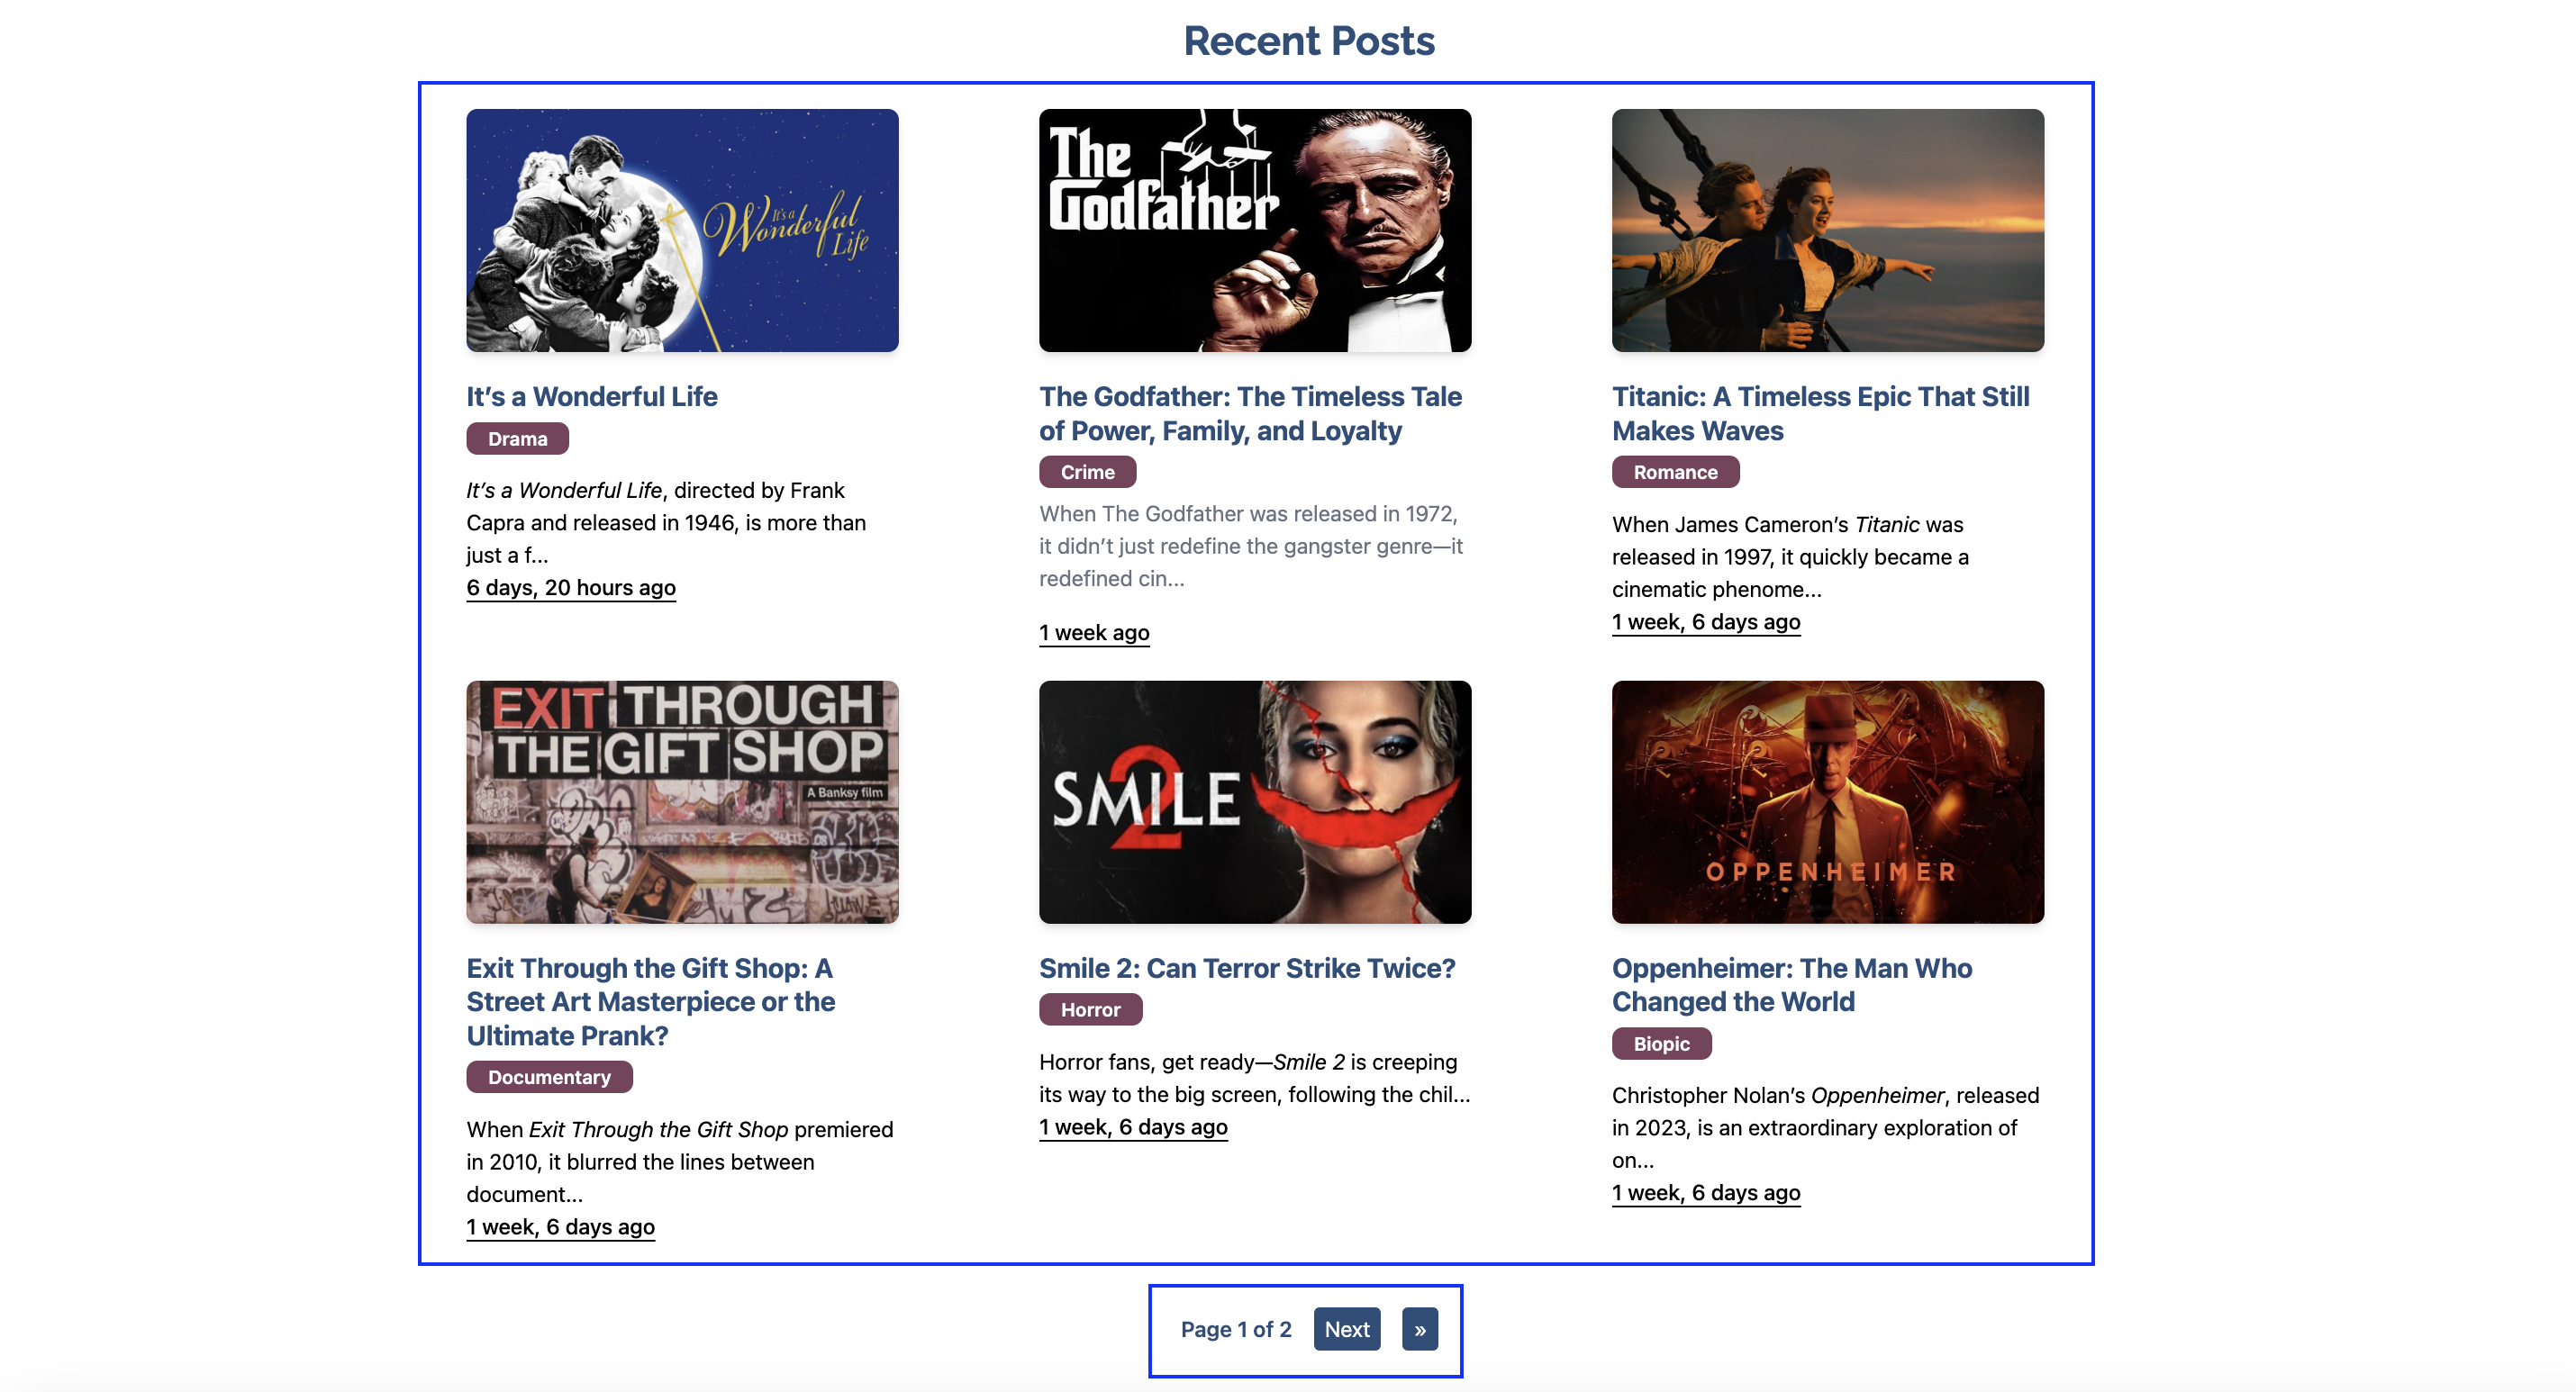 Recent Posts
It's a
Wonderful
Life
The
Godfather
It’s a Wonderful Life
Drama
It’s a Wonderful Life, directed by Frank
Capra and released in 1946, is more than
just a f...
6 days, 20 hours ago
The Godfather: The Timeless Tale
of Power, Family, and Loyalty
Crime
When The Godfather was released in 1972,
it didn’t just redefine the gangster genre—it
redefined cin...
1 week ago
Titanic: A Timeless Epic That Still
Makes Waves
Romance
When James Cameron’s Titanic was
released in 1997, it quickly became a
cinematic phenome...
1 week, 6 days ago
EXIT THROUGH
THE GIFT SHOP
A Banksy film
SMILE
2
OPPENHEIMER
Exit Through the Gift Shop: A
Street Art Masterpiece or the
Ultimate Prank?
Documentary
When Exit Through the Gift Shop premiered
in 2010, it blurred the lines between
document...
1 week, 6 days ago
Smile 2: Can Terror Strike Twice?
Horror
Horror fans, get ready—Smile 2 is creeping
its way to the big screen, following the chil...
1 week, 6 days ago
Oppenheimer: The Man Who
Changed the World
Biopic
Christopher Nolan’s Oppenheimer, released
in 2023, is an extraordinary exploration of
on...
1 week, 6 days ago
Page 1 of 2 Next »